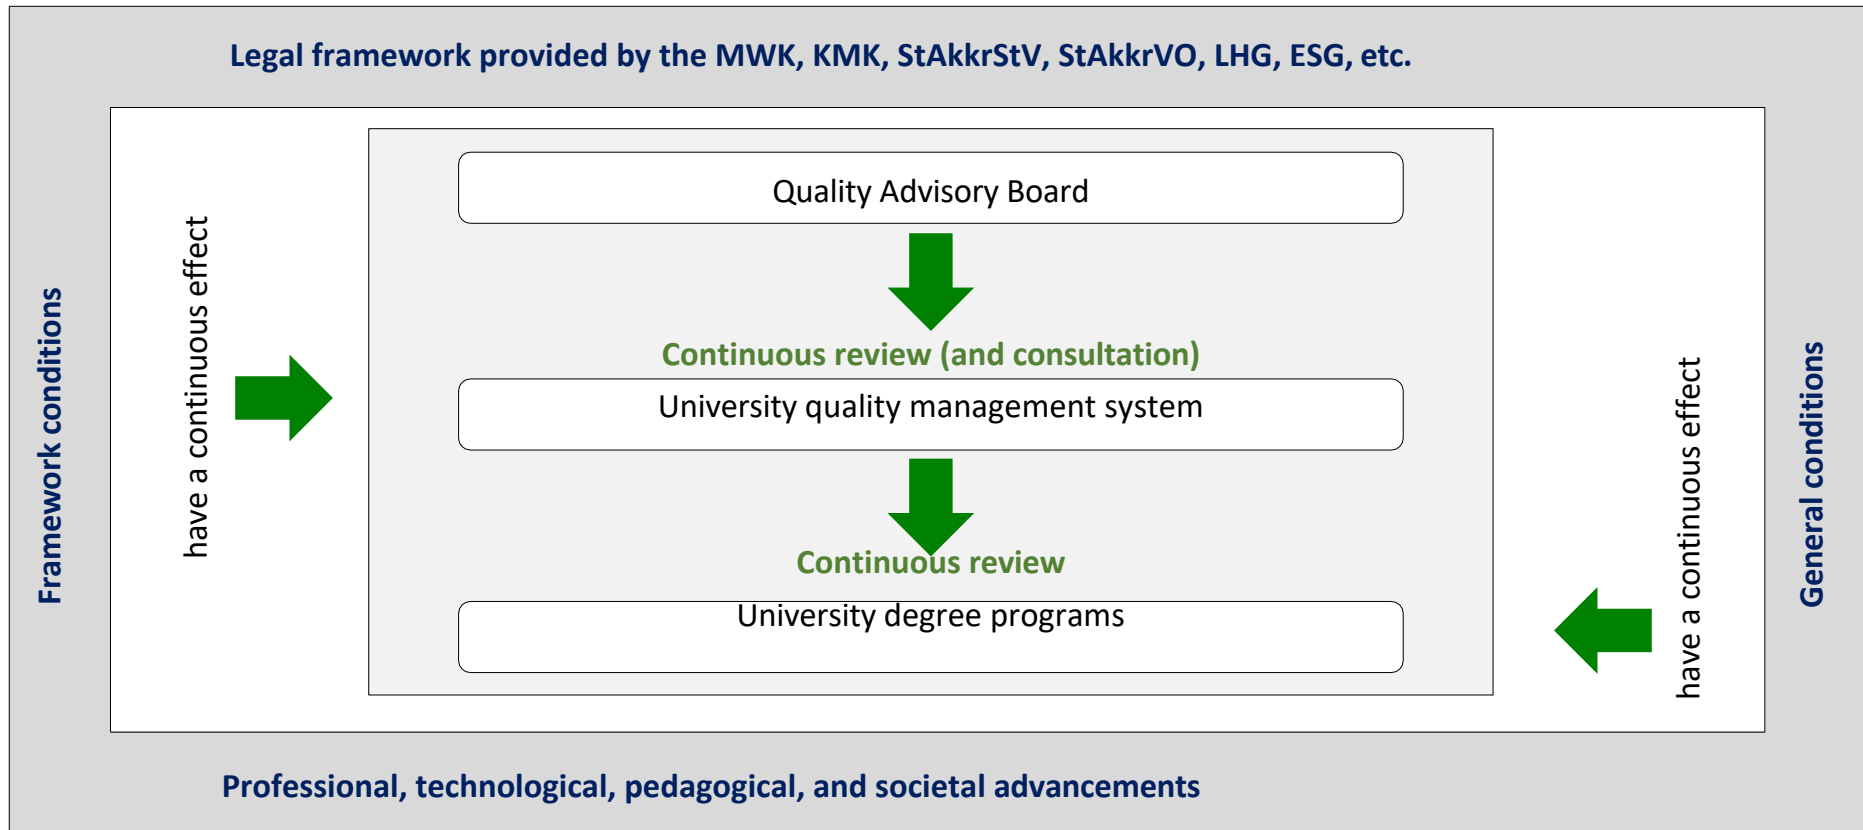 Legal framework provided by the MWK, KMK, StAkkrStV, StAkkrVO, LHG, ESG, etc.
Framework conditions
have a continuous effect
Quality Advisory Board
Continuous review (and consultation)
University quality management system
Continuous review
University degree programs
have a continuous effect
General conditions
Professional, technological, pedagogical, and societal advancements